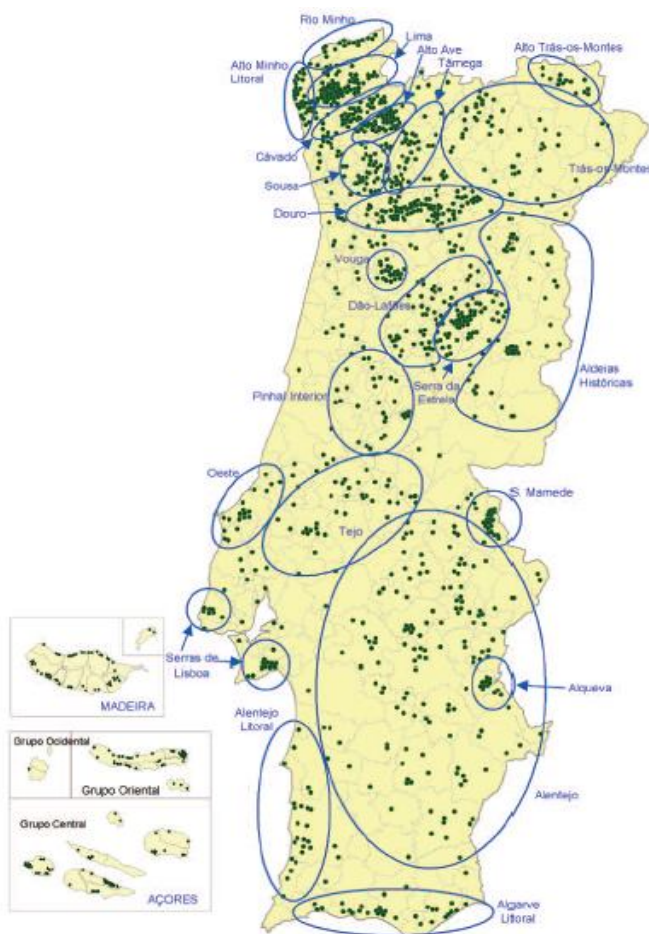 Rio Minho
Lima
Alto Ave
Tâmega
Alto Trás-os-Montes
Alto Minho
Litoral
Cávado
Sousa
Trás-os-Montes
Douro
Vouga
Dão-Lafões
Serra da
Estrela
Aldeias
Históricas
Pinhal Interior
Oeste
S. Mamede
Tejo
Serras de
Lisboa
MADEIRA
Alqueva
Alentejo
Litoral
Grupo Ocidental
Grupo Oriental
Alentejo
Grupo Central
AÇORES
Algarve
Litoral